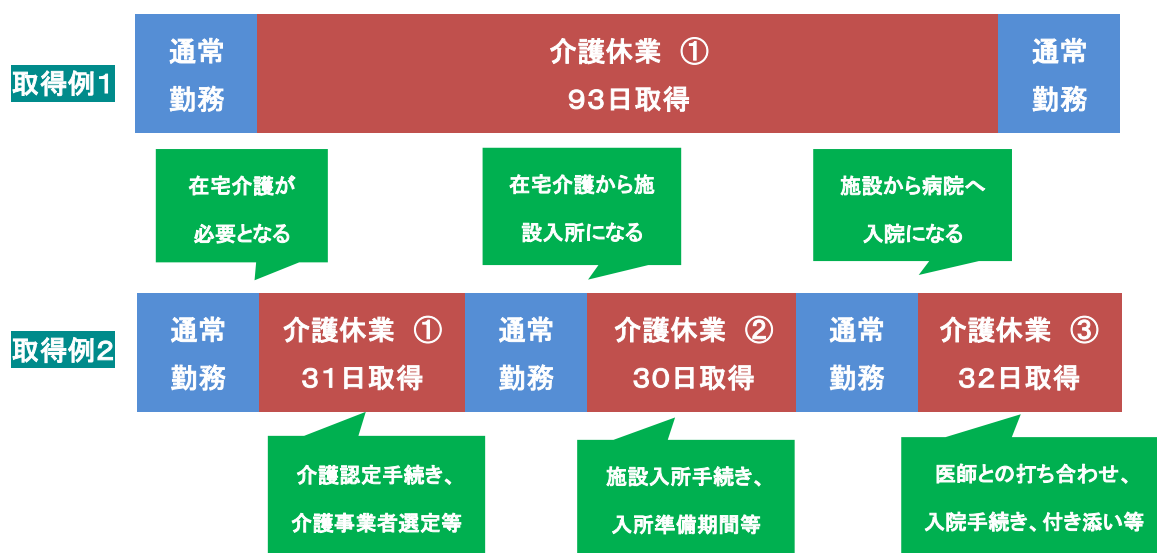 取得例１
通常
勤務
介護休業 ①
９３日取得
通常
勤務
在宅介護が
必要となる
在宅介護から施
設入所になる
施設から病院へ
入院になる
取得例２
通常
勤務
介護休業 ①
３１日取得
通常
勤務
介護休業 ②
３０日取得
通常
勤務
介護休業 ③
３２日取得
介護認定手続き、
介護事業者選定等
施設入所手続き、
入所準備期間等
医師との打ち合わせ、
入院手続き、付き添い等